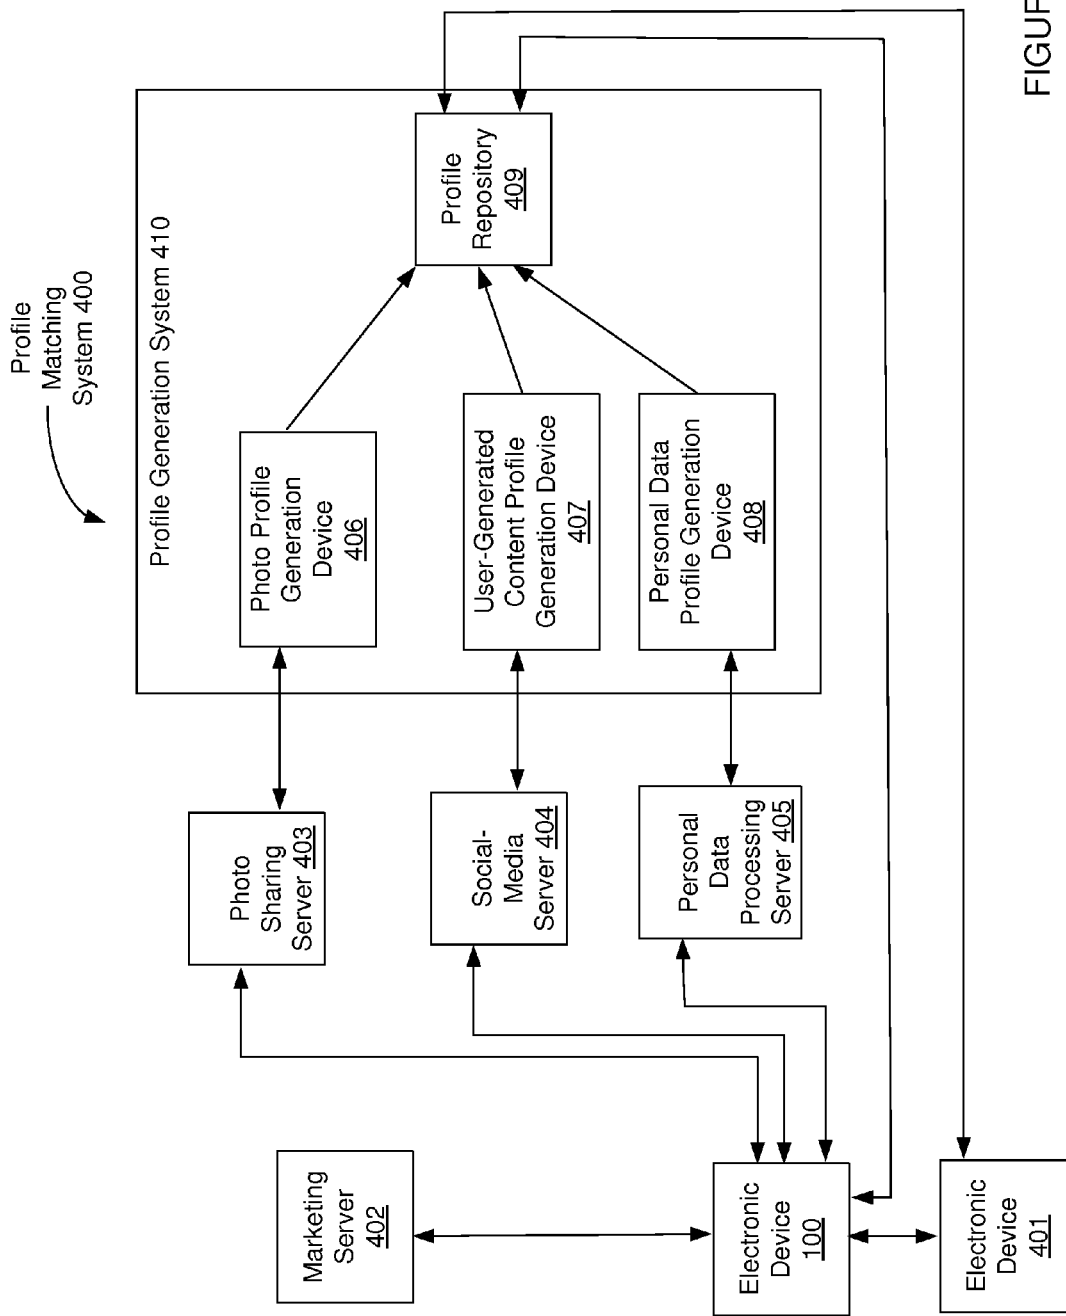 Profile
Matching
System 400
Profile Generation System 410
Marketing
Server
402
Photo
Sharing
Server 403
Photo Profile
Generation
Device
406
Profile
Repository
409
Social-
Media
Server 404
User-Generated
Content Profile
Generation Device
407
Electronic
Device
100
Personal
Data
Processing
Server 405
Personal Data
Profile Generation
Device
408
Electronic
Device
401
FIGUR